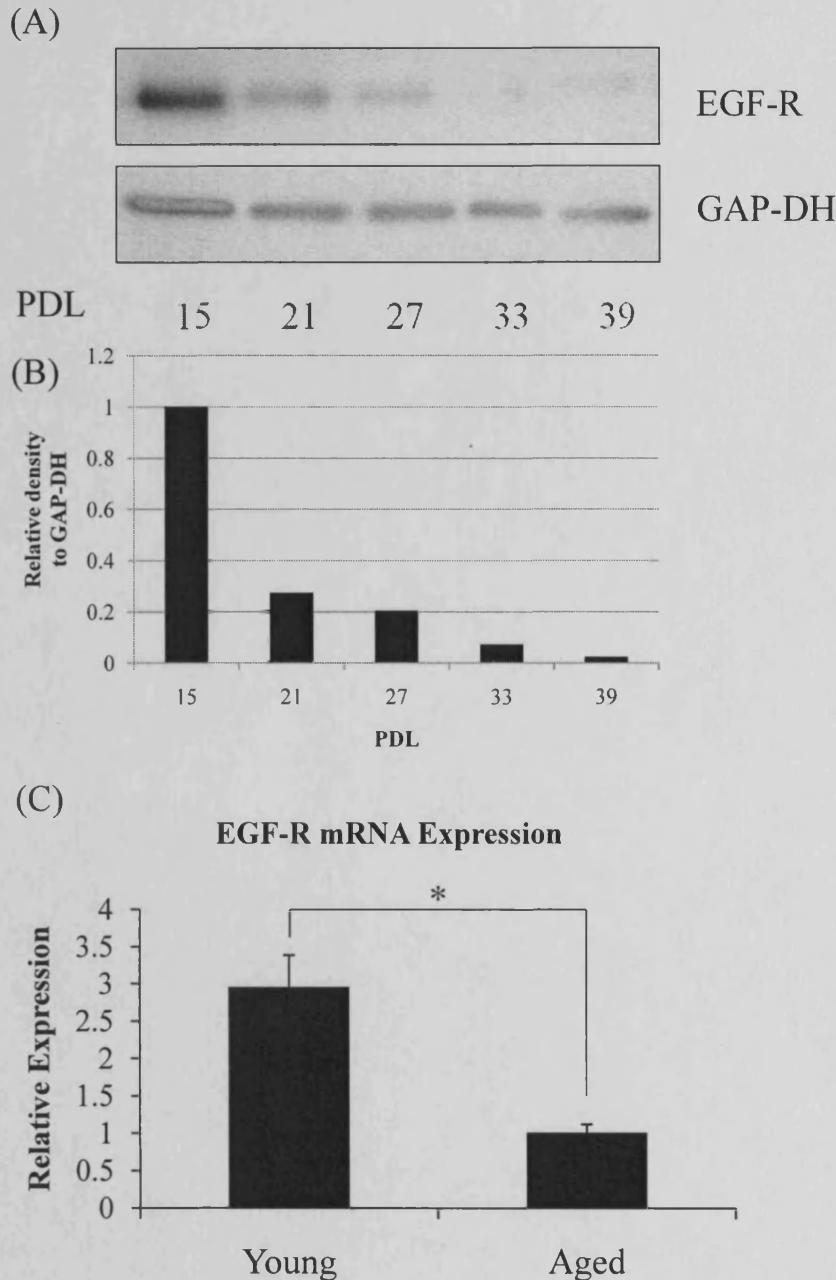 (A)
EGF-R
GAP-DH
PDL 15 21 27 33 39
(B)
1.2
1
0.8
0.6
0.4
0.2
0
Relative density
to GAP-DH
15 21 27 33 39
PDL
(C)
EGF-R mRNA Expression
*
4
3.5
3
2.5
2
1.5
1
0.5
0
Relative Expression
Young Aged